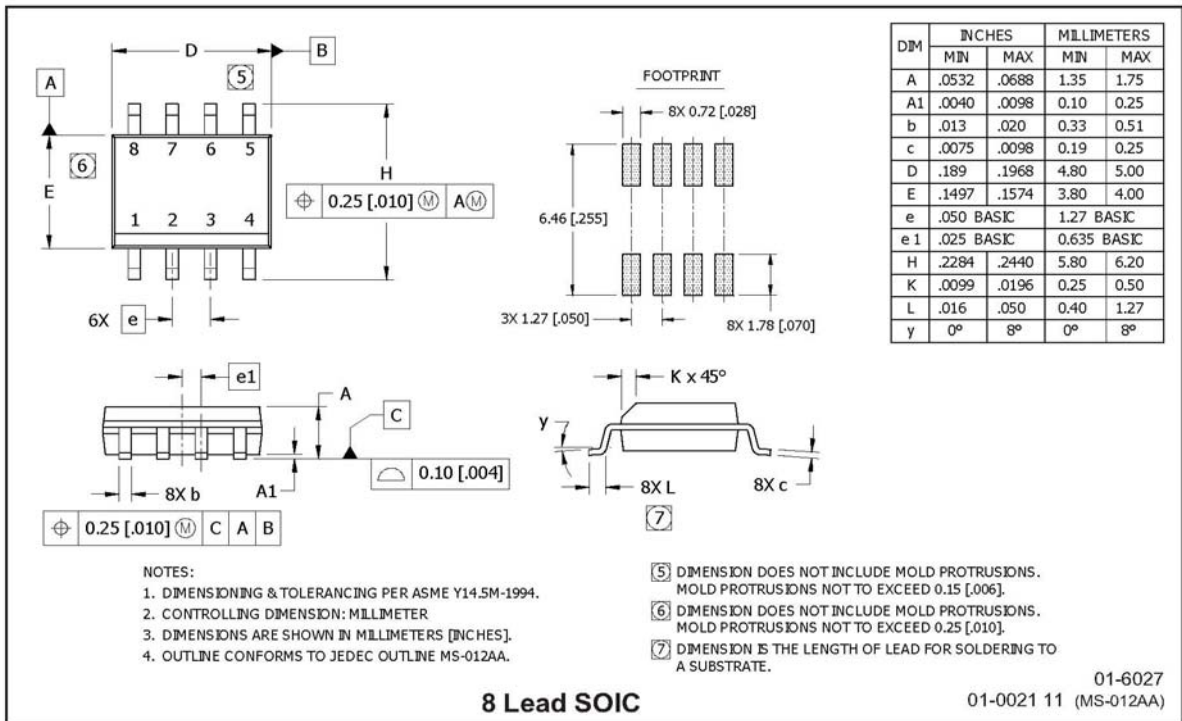 D
B
5
A
8 7 6 5
6
E
H
⌖ 0.25 [.010] Ⓜ A Ⓜ
1 2 3 4
6X e
FOOTPRINT
8X 0.72 [.028]
6.46 [.255]
3X 1.27 [.050]
8X 1.78 [.070]
DIM INCHES MILLIMETERS
MIN MAX MIN MAX
A .0532 .0688 1.35 1.75
A1 .0040 .0098 0.10 0.25
b .013 .020 0.33 0.51
c .0075 .0098 0.19 0.25
D .189 .1968 4.80 5.00
E .1497 .1574 3.80 4.00
e .050 BASIC 1.27 BASIC
e 1 .025 BASIC 0.635 BASIC
H .2284 .2440 5.80 6.20
K .0099 .0196 0.25 0.50
L .016 .050 0.40 1.27
y 0° 8° 0° 8°
e1
A
C
⌓ 0.10 [.004]
8X b
A1
⌖ 0.25 [.010] Ⓜ C A B
K x 45°
y
8X L
7
8X c
NOTES:
1. DIMENSIONING & TOLERANCING PER ASME Y14.5M-1994.
2. CONTROLLING DIMENSION: MILLIMETER
3. DIMENSIONS ARE SHOWN IN MILLIMETERS [INCHES].
4. OUTLINE CONFORMS TO JEDEC OUTLINE MS-012AA.
5 DIMENSION DOES NOT INCLUDE MOLD PROTRUSIONS.
MOLD PROTRUSIONS NOT TO EXCEED 0.15 [.006].
6 DIMENSION DOES NOT INCLUDE MOLD PROTRUSIONS.
MOLD PROTRUSIONS NOT TO EXCEED 0.25 [.010].
7 DIMENSION IS THE LENGTH OF LEAD FOR SOLDERING TO
A SUBSTRATE.
8 Lead SOIC
01-6027
01-0021 11 (MS-012AA)